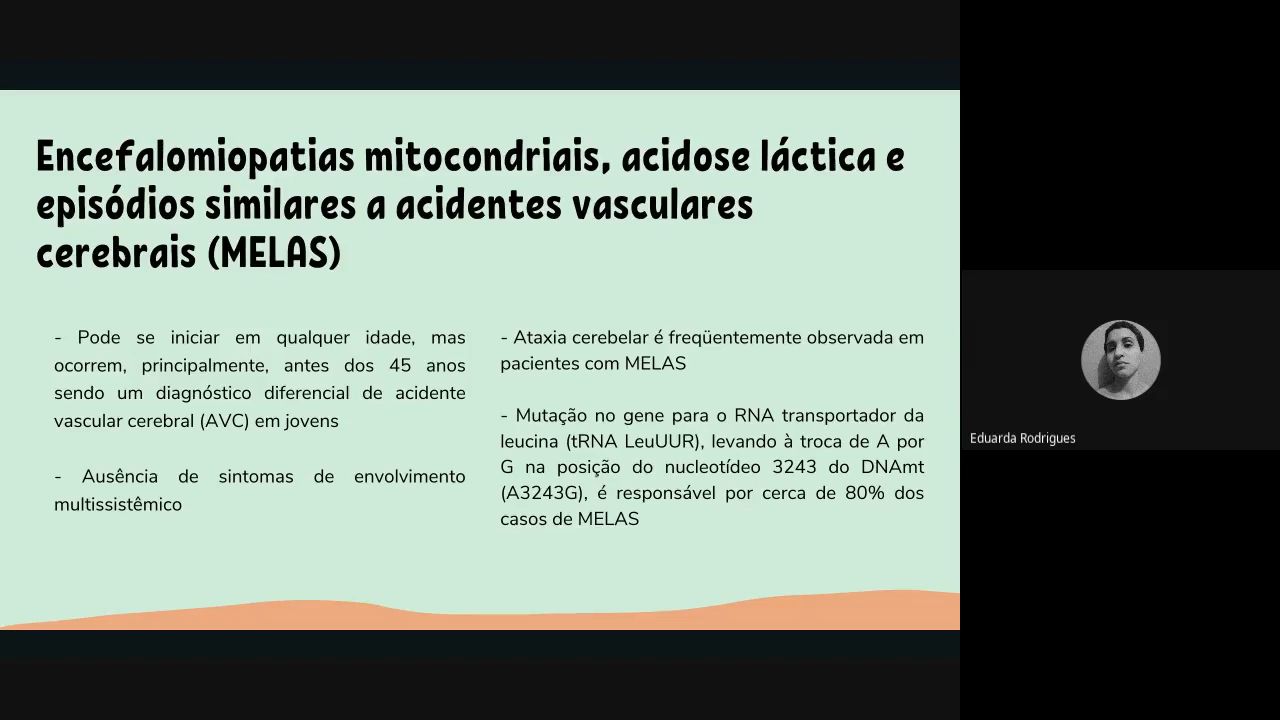 Encefalomiopatias mitocondriais, acidose láctica e
episódios similares a acidentes vasculares
cerebrais (MELAS)
- Pode se iniciar em qualquer idade, mas
ocorrem, principalmente, antes dos 45 anos
sendo um diagnóstico diferencial de acidente
vascular cerebral (AVC) em jovens
- Ausência de sintomas de envolvimento
multissistêmico
- Ataxia cerebelar é freqüentemente observada em
pacientes com MELAS
- Mutação no gene para o RNA transportador da
leucina (tRNA LeuUUR), levando à troca de A por
G na posição do nucleotídeo 3243 do DNAmt
(A3243G), é responsável por cerca de 80% dos
casos de MELAS
Eduarda Rodrigues